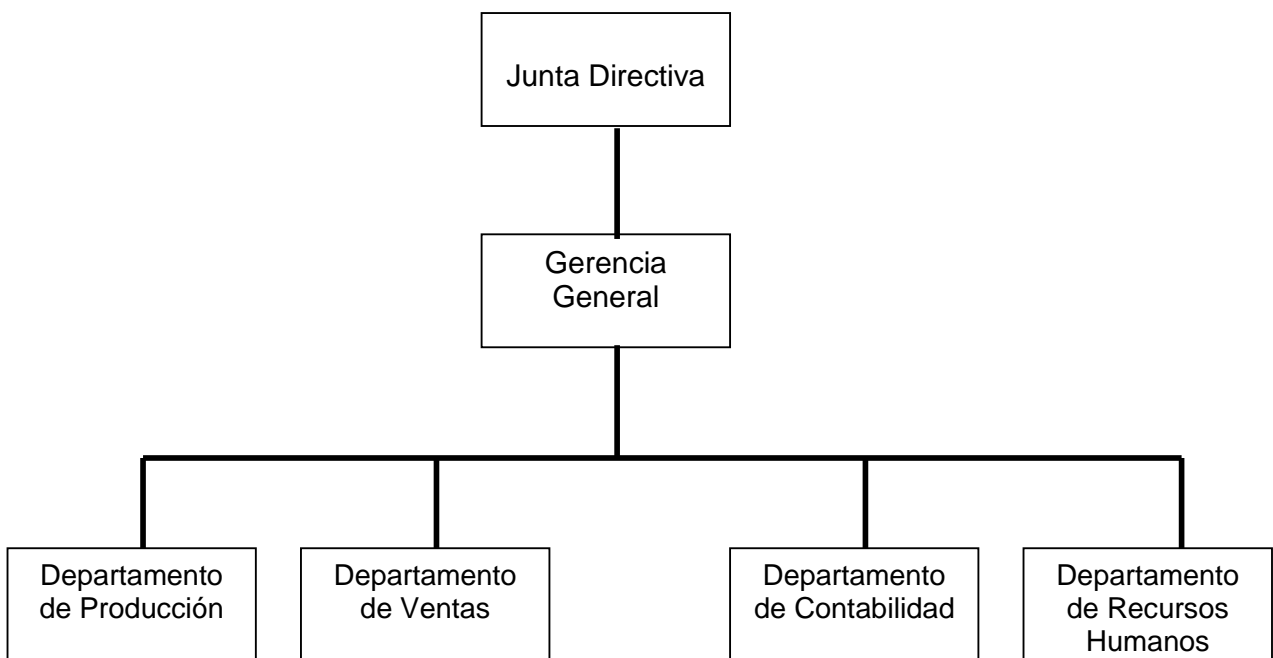 Junta Directiva
Gerencia
General
Departamento
de Producción
Departamento
de Ventas
Departamento
de Contabilidad
Departamento
de Recursos
Humanos